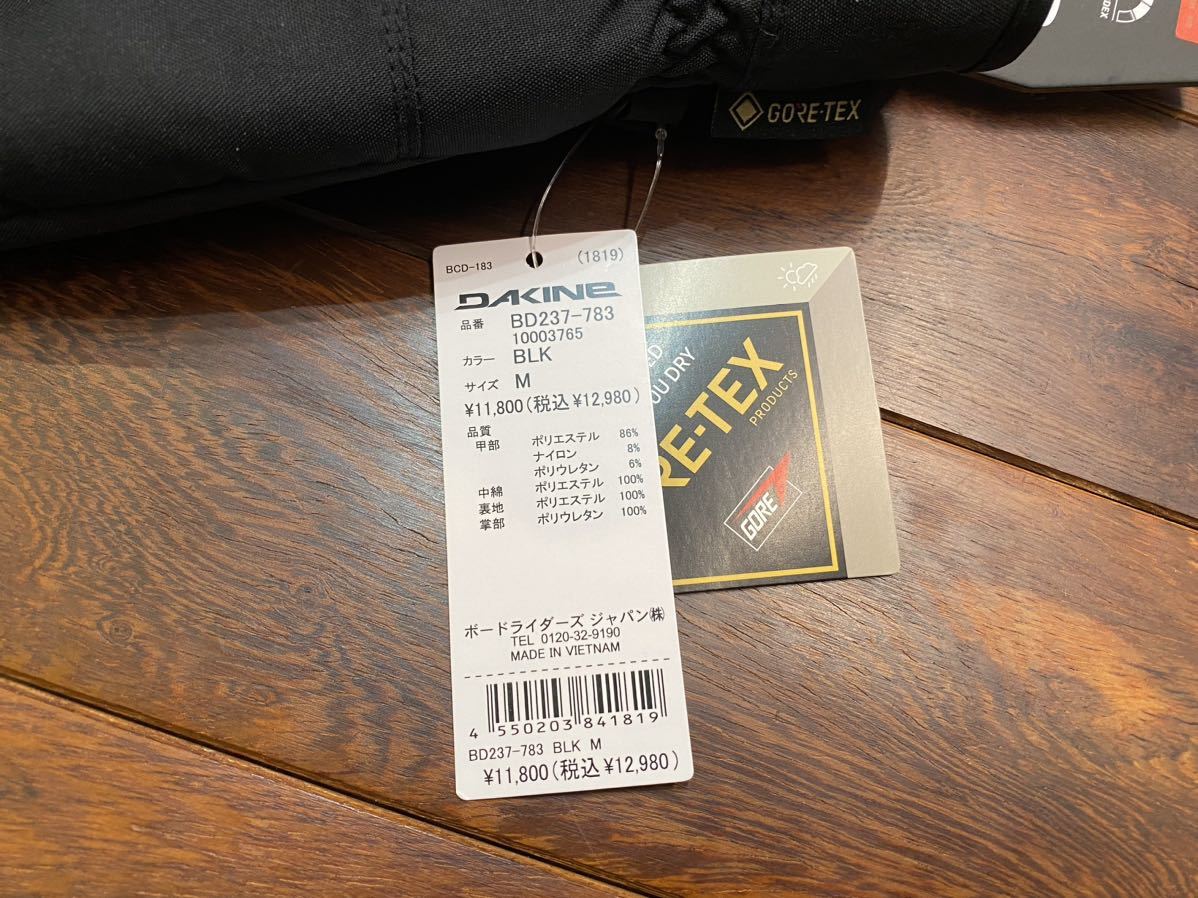 GORE-TEX
BCD-183 (1819)
DAKINE
品番 BD237-783
10003765
カラー BLK
サイズ M
¥11,800(税込¥12,980)
品質
甲部 ポリエステル 86%
ナイロン 8%
ポリウレタン 6%
中綿 ポリエステル 100%
裏地 ポリエステル 100%
掌部 ポリウレタン 100%
ボードライダーズ ジャパン㈱
TEL 0120-32-9190
MADE IN VIETNAM
4 550203 841819
BD237-783 BLK M
¥11,800(税込¥12,980)
OU DRY
RE-TEX
PRODUCTS
GORE